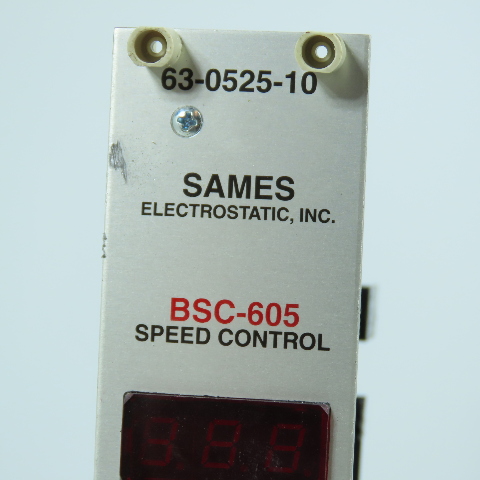 63-0525-10
SAMES
ELECTROSTATIC, INC.
BSC-605
SPEED CONTROL